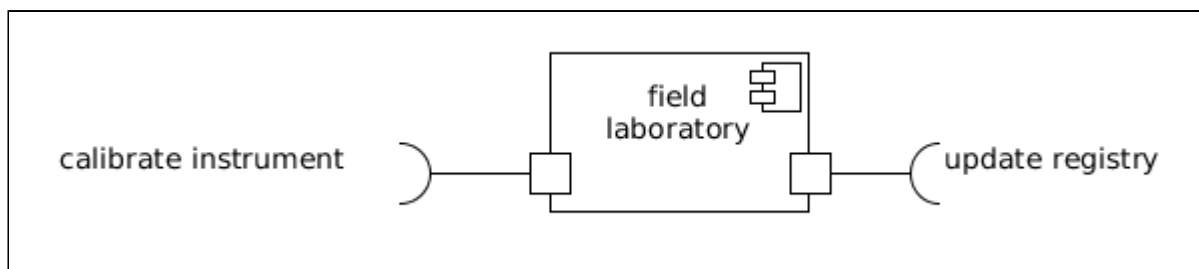 field
laboratory
calibrate instrument
update registry